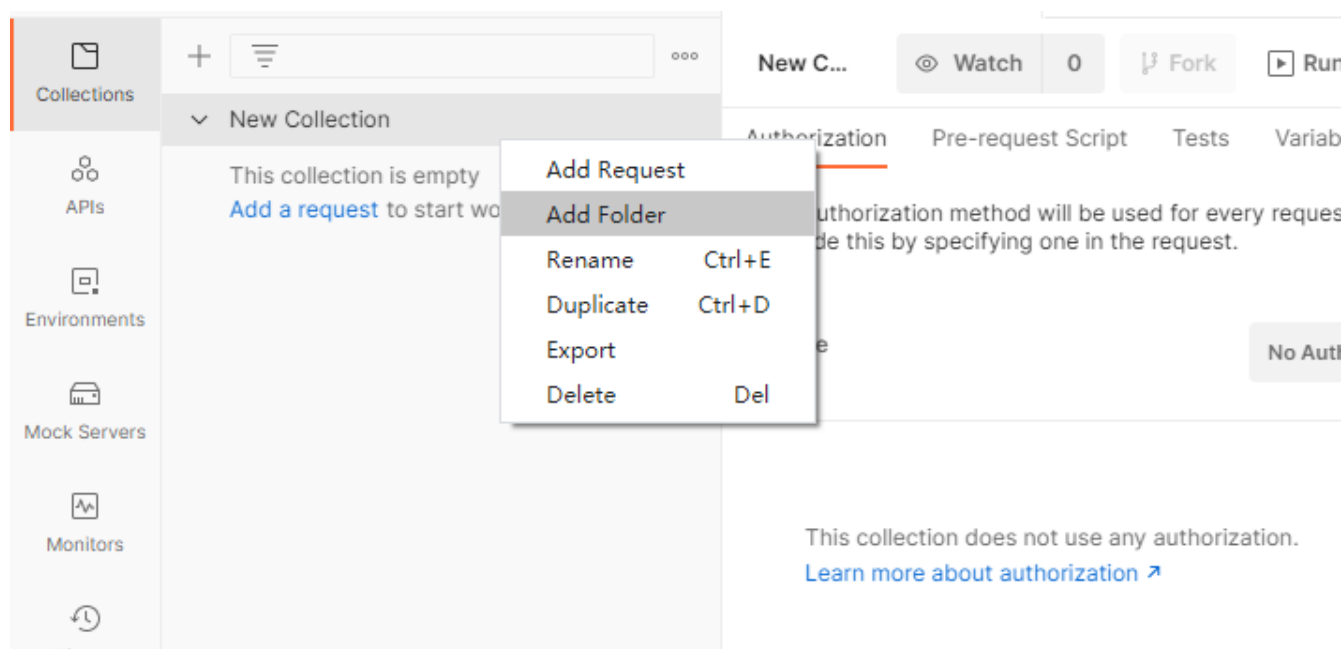 Collections
APIs
Environments
Mock Servers
Monitors
New Collection
This collection is empty
Add a request to start wo
Add Request
Add Folder
Rename Ctrl+E
Duplicate Ctrl+D
Export
Delete Del
New C...
Watch 0
Fork
Run
Authorization Pre-request Script Tests Variab
uthorization method will be used for every reques
de this by specifying one in the request.
e
No Auth
This collection does not use any authorization.
Learn more about authorization ↗